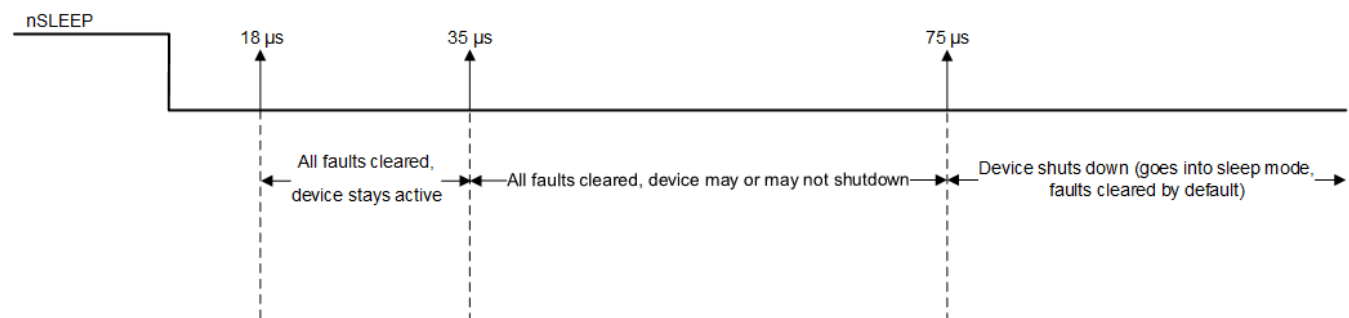 nSLEEP
18 µs
35 µs
75 µs
All faults cleared,
device stays active
All faults cleared, device may or may not shutdown
Device shuts down (goes into sleep mode,
faults cleared by default)